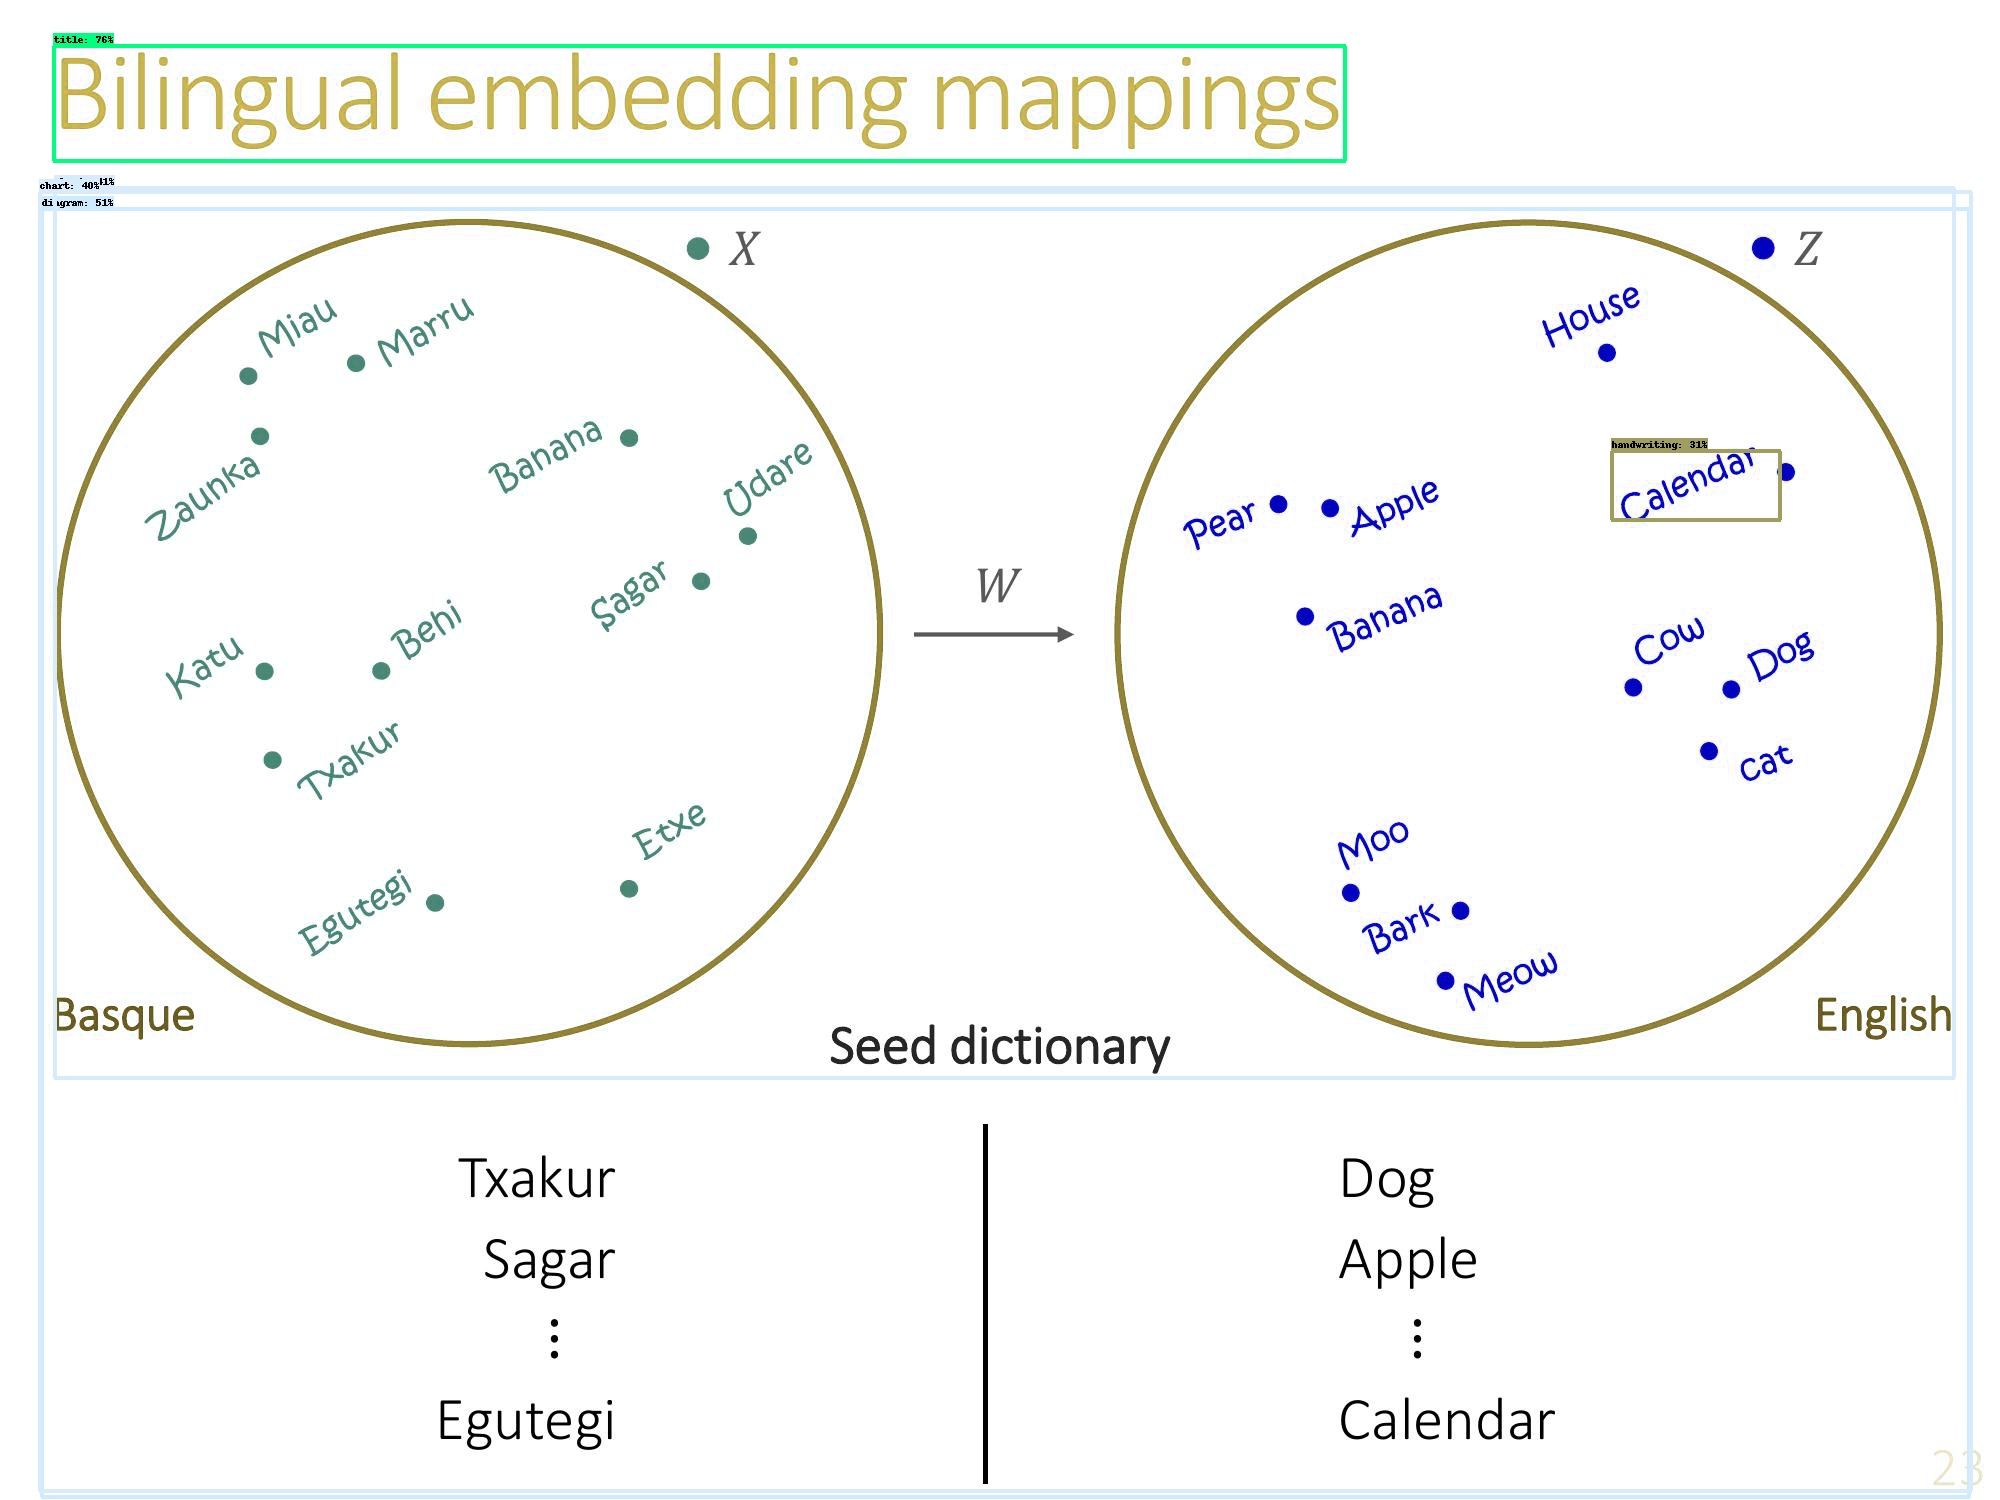 title: 76%
Bilingual embedding mappings
chart: 40%
diagram: 51%
X
Z
Miau
Marru
House
Banana
Udare
handwriting: 31%
Calendar
Zaunka
Pear
Apple
Sagar
W
Banana
Katu
Behi
Cow
Dog
Txakur
cat
Etxe
Moo
Egutegi
Bark
Meow
Basque
English
Seed dictionary
Txakur
Dog
Sagar
Apple
⋮
⋮
Egutegi
Calendar
23